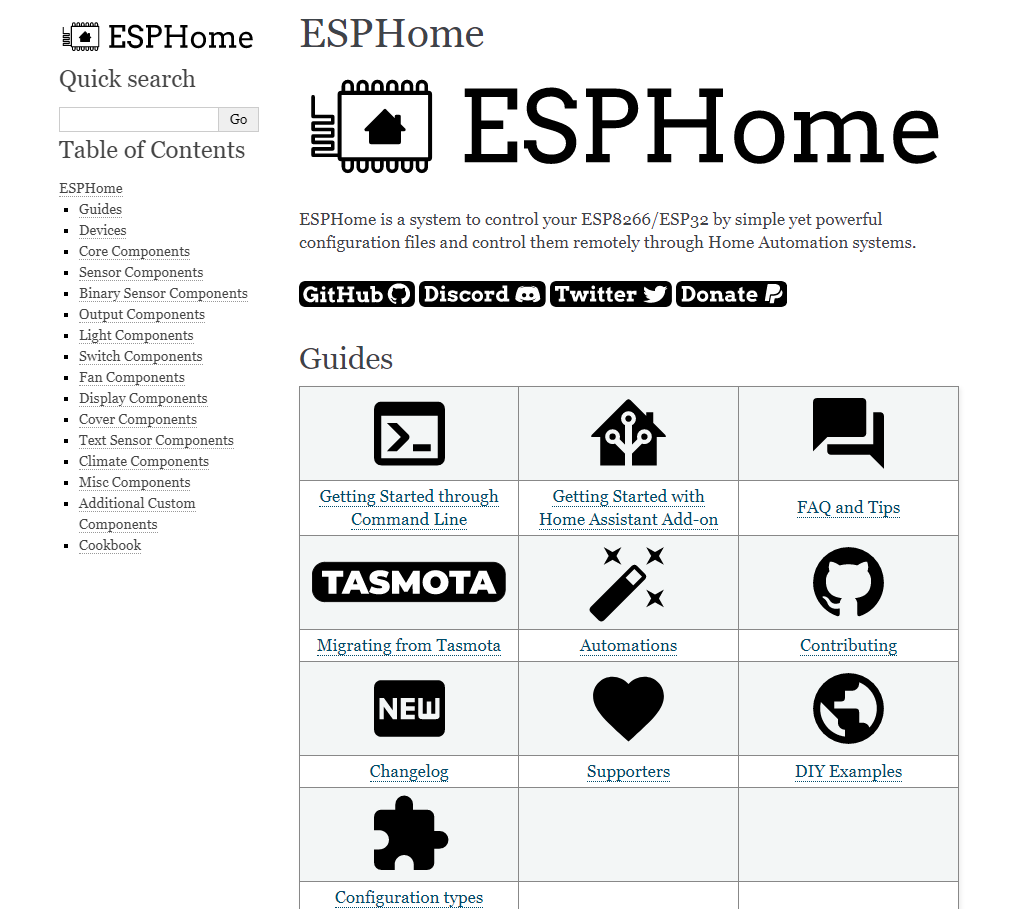 ESPHome
Quick search
Go
Table of Contents
ESPHome
Guides
Devices
Core Components
Sensor Components
Binary Sensor Components
Output Components
Light Components
Switch Components
Fan Components
Display Components
Cover Components
Text Sensor Components
Climate Components
Misc Components
Additional Custom
Components
Cookbook
ESPHome
ESPHome
ESPHome is a system to control your ESP8266/ESP32 by simple yet powerful
configuration files and control them remotely through Home Automation systems.
GitHub Discord Twitter Donate
Guides
Getting Started through
Command Line
Getting Started with
Home Assistant Add-on
FAQ and Tips
TASMOTA
Migrating from Tasmota
Automations
Contributing
NEW
Changelog
Supporters
DIY Examples
Configuration types